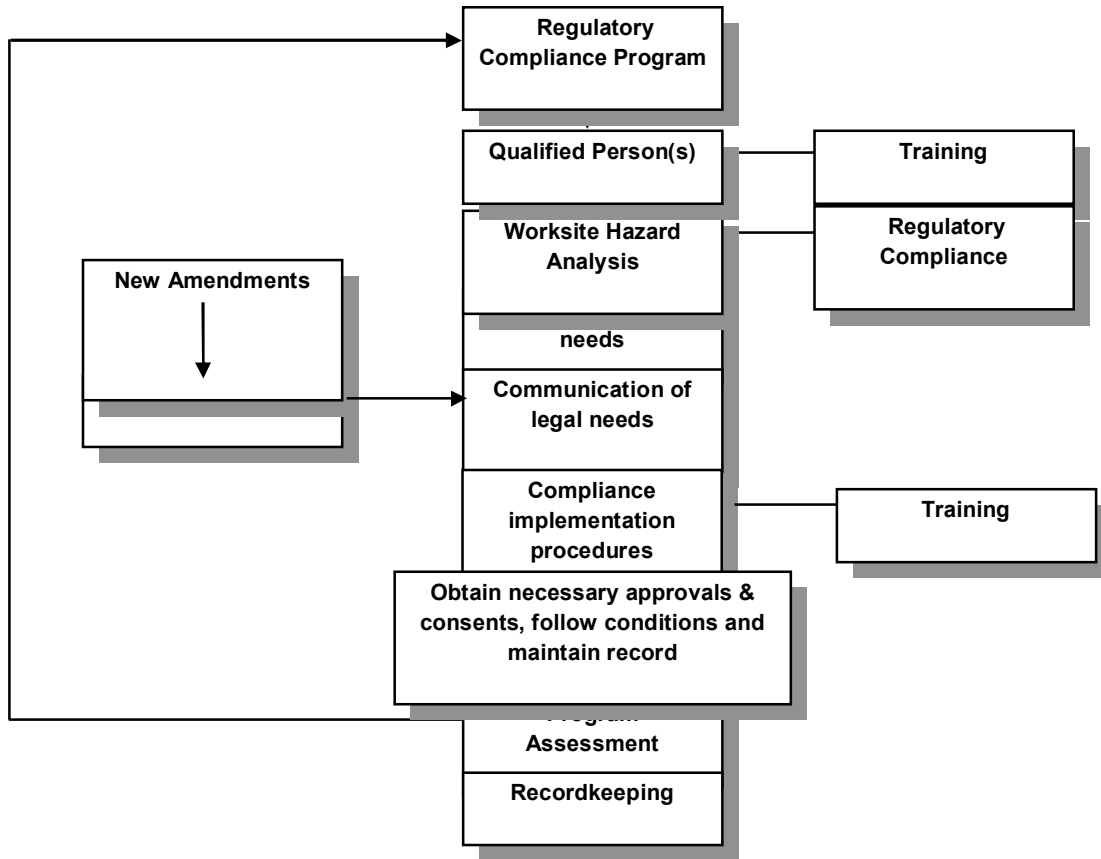 Regulatory
Compliance Program
Qualified Person(s)
Training
Worksite Hazard
Analysis
Regulatory
Compliance
New Amendments
needs
Communication of
legal needs
Compliance
implementation
procedures
Training
Obtain necessary approvals &
consents, follow conditions and
maintain record
Program
Assessment
Recordkeeping